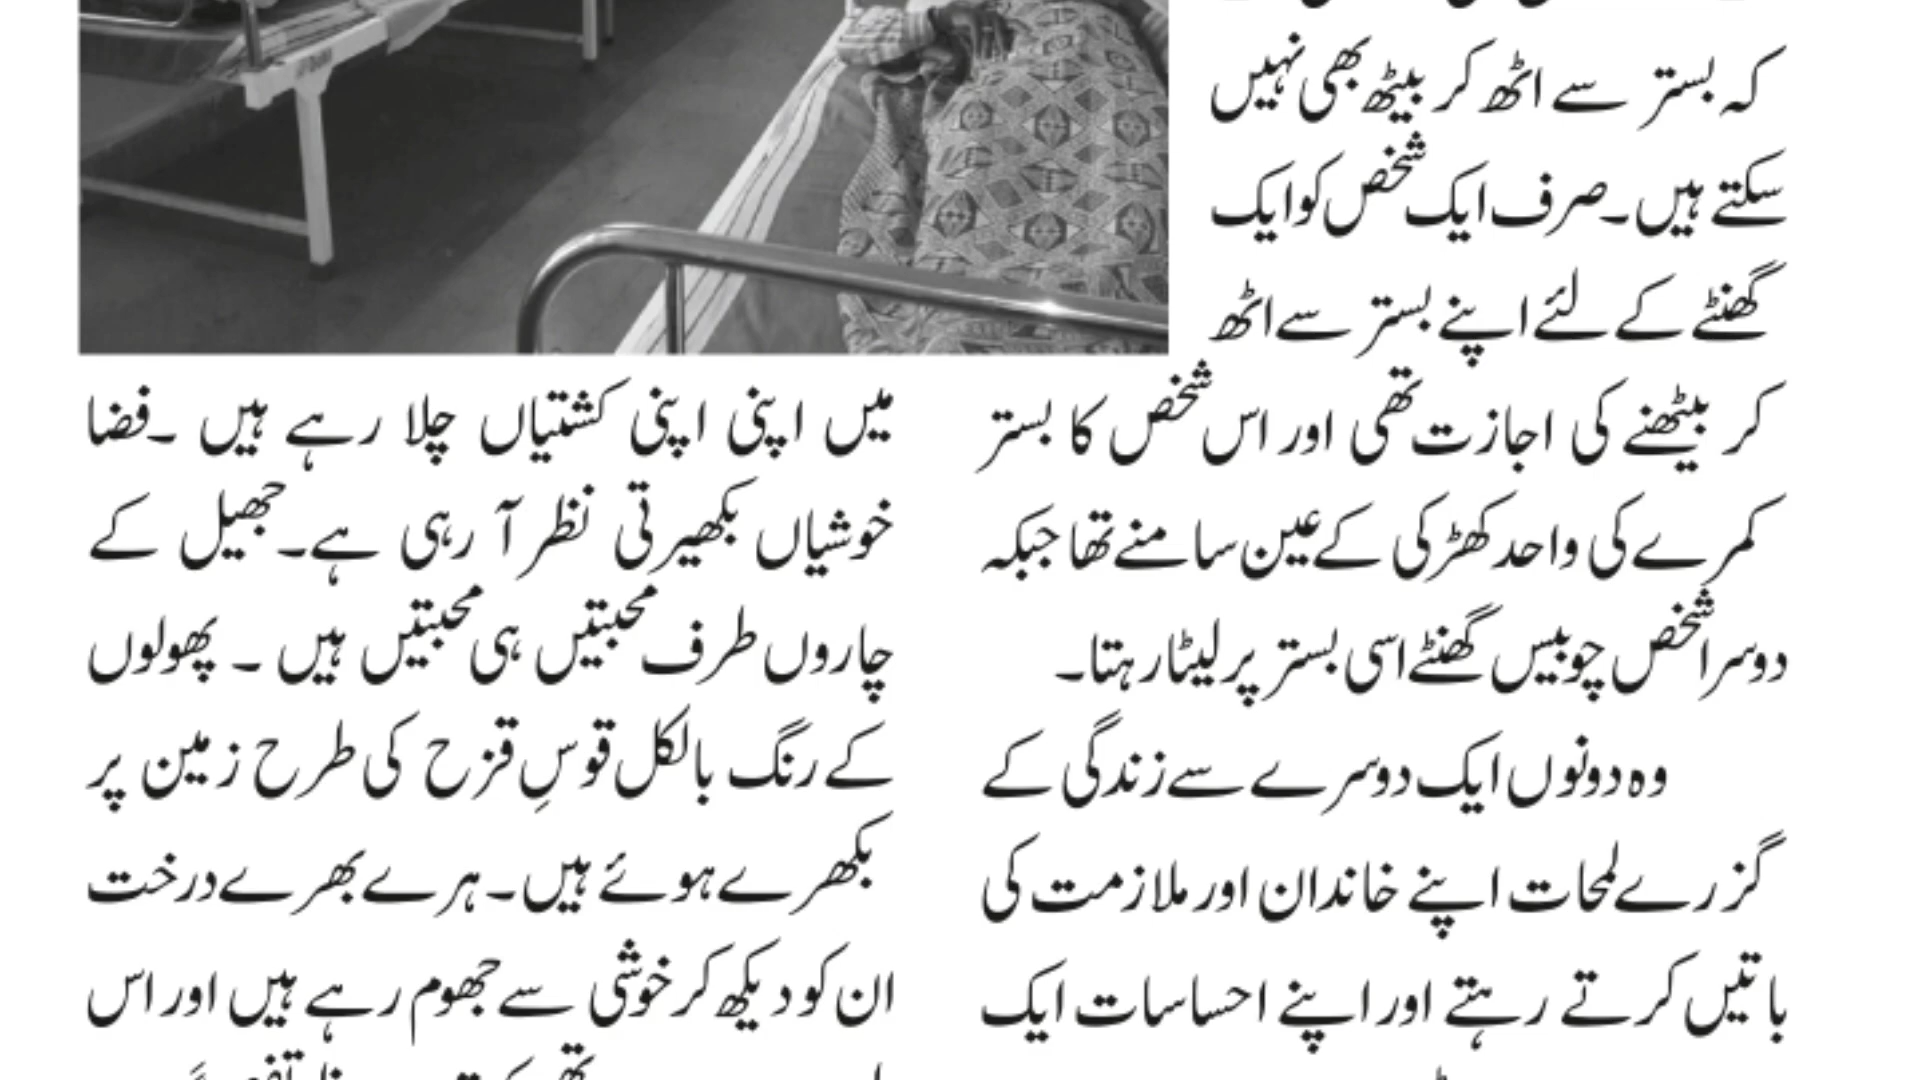 کہ بستر سے اٹھ کر بیٹھ بھی نہیں
سکتے ہیں۔صرف ایک شخص کو ایک
گھنٹے کے لئے اپنے بستر سے اٹھ
کر بیٹھنے کی اجازت تھی اور اس شخص کا بستر
کمرے کی واحد کھڑکی کے عین سامنے تھا جبکہ
دوسرا شخص چوبیس گھنٹے اسی بستر پر لیٹا رہتا۔
وہ دونوں ایک دوسرے سے زندگی کے
گزرے لمحات اپنے خاندان اور ملازمت کی
باتیں کرتے رہتے اور اپنے احساسات ایک
میں اپنی اپنی کشتیاں چلا رہے ہیں ۔فضا
خوشیاں بکھیرتی نظر آ رہی ہے۔جھیل کے
چاروں طرف محبتیں ہی محبتیں ہیں ۔ پھولوں
کے رنگ بالکل قوسِ قزح کی طرح زمین پر
بکھرے ہوئے ہیں۔ہرے بھرے درخت
ان کو دیکھ کر خوشی سے جھوم رہے ہیں اور اس